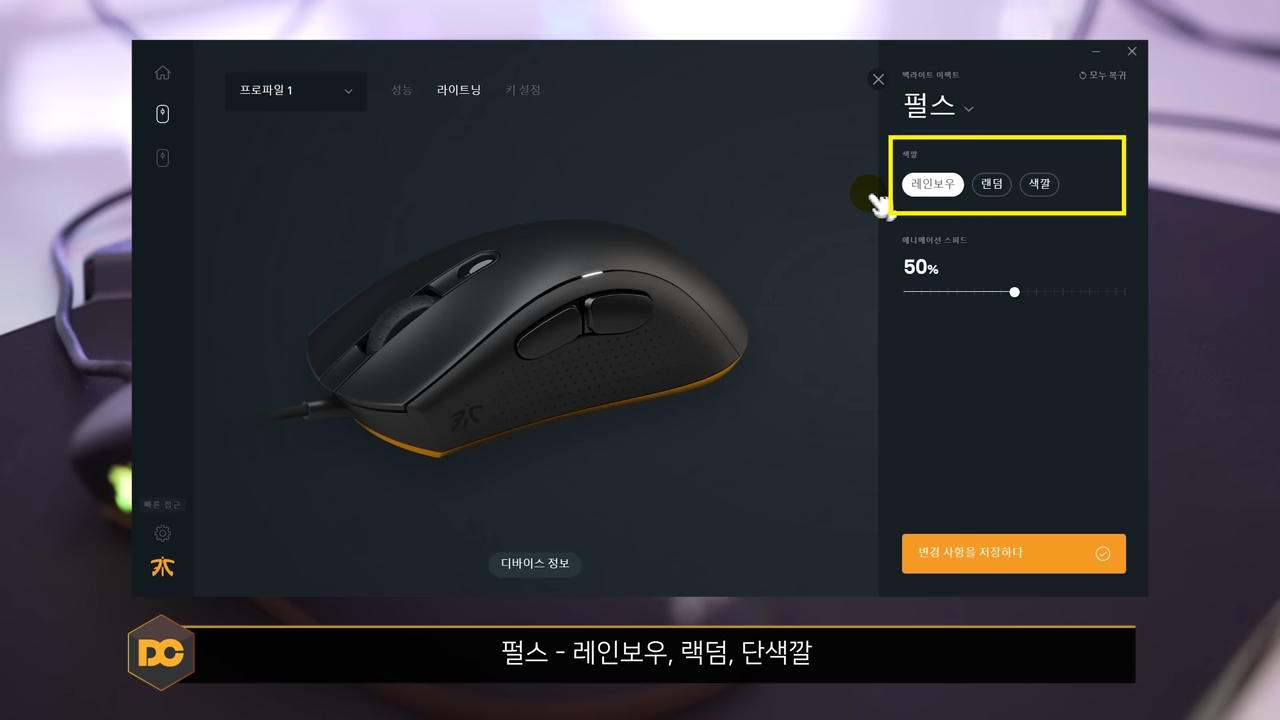 프로파일 1
성능
라이트닝
키 설정
백라이트 이팩트
모두 복귀
펄스
색깔
레인보우
랜덤
색깔
애니메이션 스피드
50%
빠른 접근
디바이스 정보
변경 사항을 저장하다
DC
펄스 - 레인보우, 랙덤, 단색깔